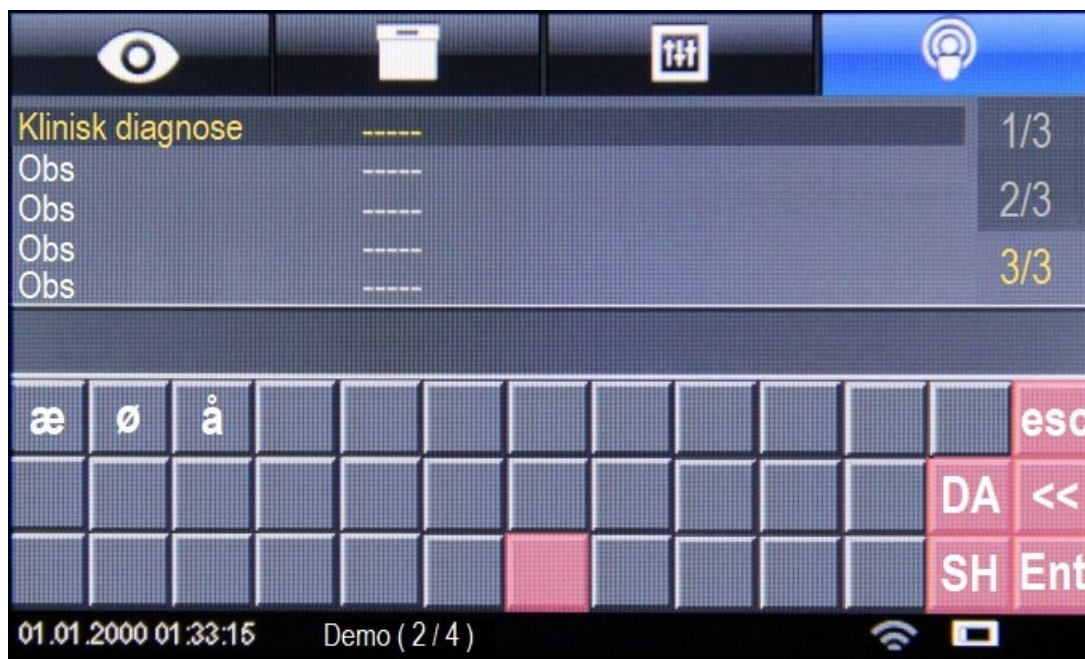 Klinisk diagnose -----
1/3
Obs -----
2/3
Obs -----
Obs -----
3/3
Obs -----
æ ø å esc
DA <<
SH Ent
01.01.2000 01:33:15 Demo ( 2 / 4 )